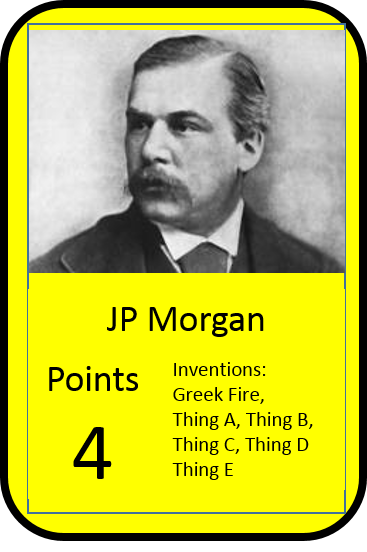 JP Morgan
Points
4
Inventions:
Greek Fire,
Thing A, Thing B,
Thing C, Thing D
Thing E